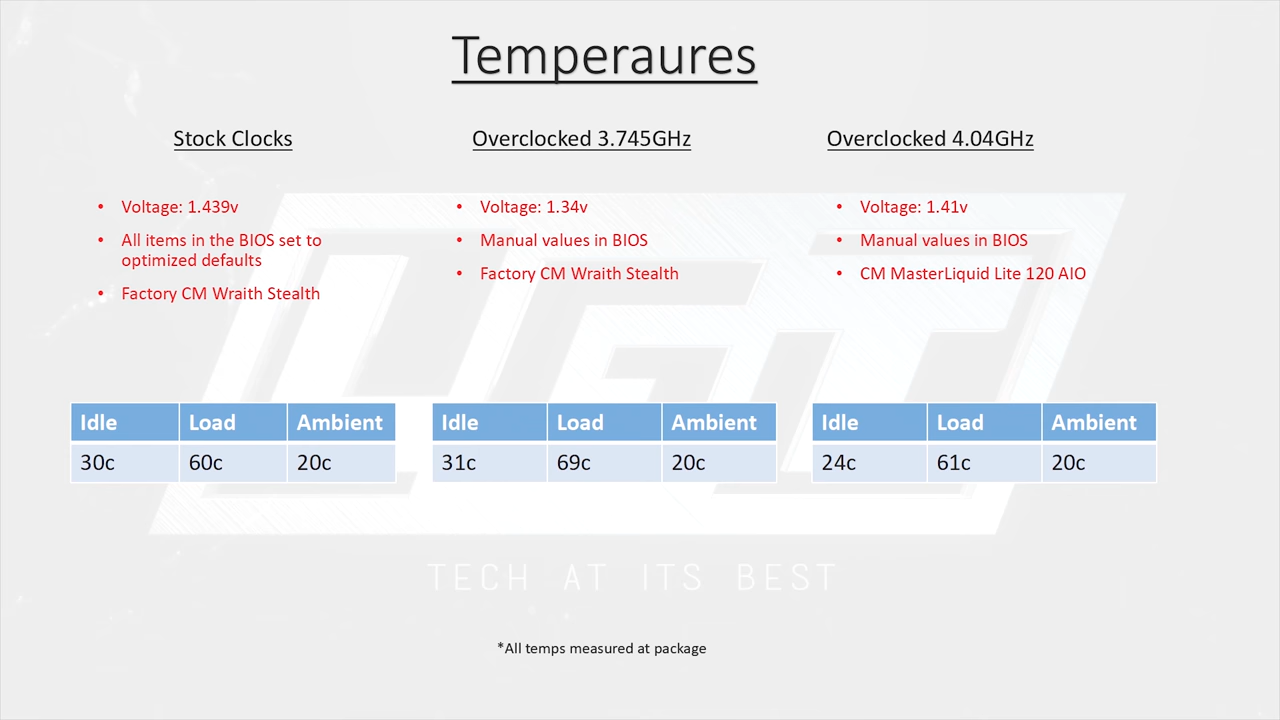 Temperaures
Stock Clocks
• Voltage: 1.439v
• All items in the BIOS set to
optimized defaults
• Factory CM Wraith Stealth
Idle Load Ambient
30c 60c 20c
Overclocked 3.745GHz
• Voltage: 1.34v
• Manual values in BIOS
• Factory CM Wraith Stealth
Idle Load Ambient
31c 69c 20c
Overclocked 4.04GHz
• Voltage: 1.41v
• Manual values in BIOS
• CM MasterLiquid Lite 120 AIO
Idle Load Ambient
24c 61c 20c
TECH AT ITS BEST
*All temps measured at package